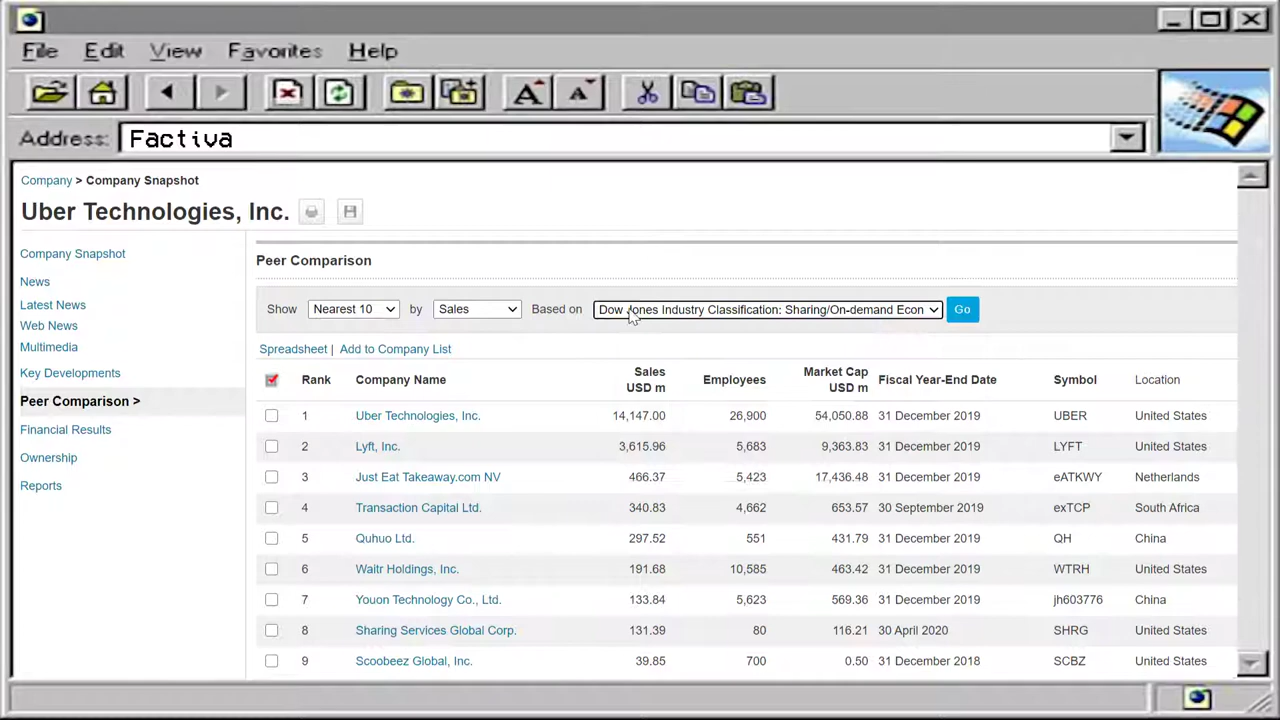 File Edit View Favorites Help
Address: Factiva
Company > Company Snapshot
Uber Technologies, Inc.
Company Snapshot
News
Latest News
Web News
Multimedia
Key Developments
Peer Comparison >
Financial Results
Ownership
Reports
Peer Comparison
Show Nearest 10 by Sales Based on Dow Jones Industry Classification: Sharing/On-demand Econ Go
Spreadsheet | Add to Company List
Rank Company Name Sales USD m Employees Market Cap USD m Fiscal Year-End Date Symbol Location
1 Uber Technologies, Inc. 14,147.00 26,900 54,050.88 31 December 2019 UBER United States
2 Lyft, Inc. 3,615.96 5,683 9,363.83 31 December 2019 LYFT United States
3 Just Eat Takeaway.com NV 466.37 5,423 17,436.48 31 December 2019 eATKWY Netherlands
4 Transaction Capital Ltd. 340.83 4,662 653.57 30 September 2019 exTCP South Africa
5 Quhuo Ltd. 297.52 551 431.79 31 December 2019 QH China
6 Waitr Holdings, Inc. 191.68 10,585 463.42 31 December 2019 WTRH United States
7 Youon Technology Co., Ltd. 133.84 5,623 569.36 31 December 2019 jh603776 China
8 Sharing Services Global Corp. 131.39 80 116.21 30 April 2020 SHRG United States
9 Scoobeez Global, Inc. 39.85 700 0.50 31 December 2018 SCBZ United States